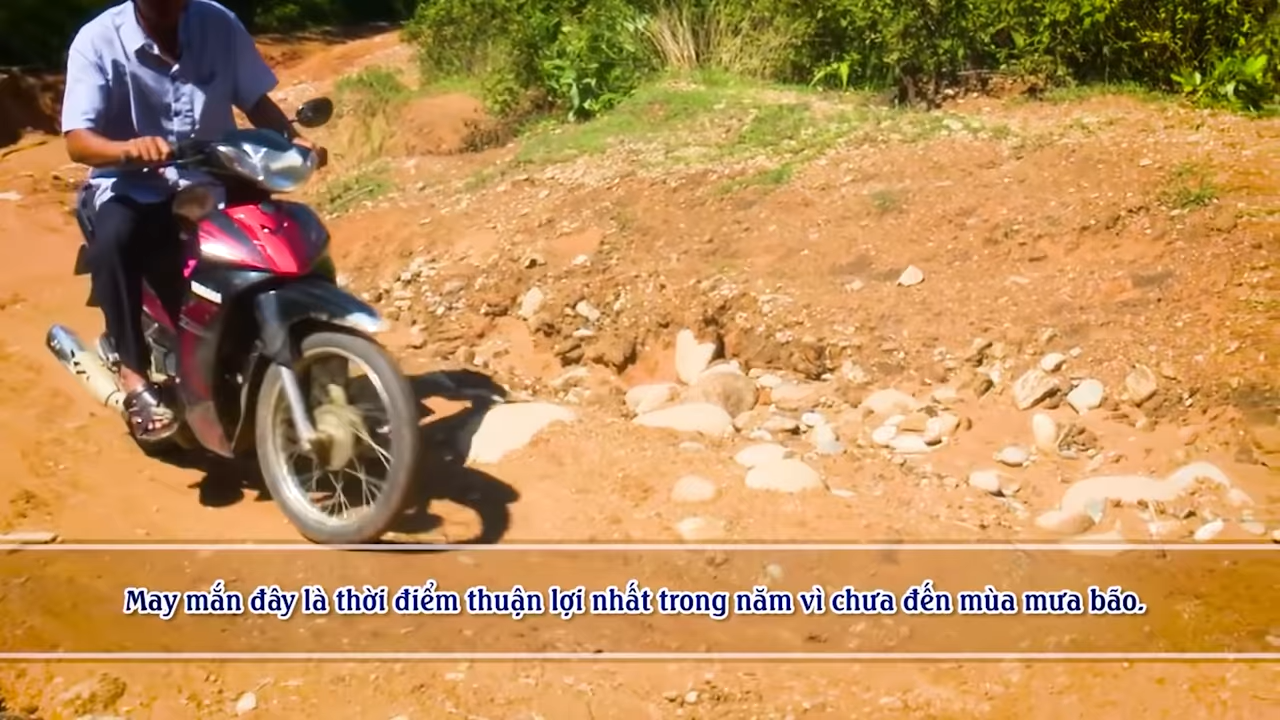 May mắn đây là thời điểm thuận lợi nhất trong năm vì chưa đến mùa mưa bão.